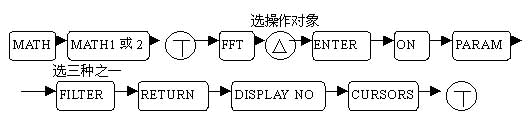 选操作对象
MATH MATH1 或 2 FFT ENTER ON PARAM
选三种之一
FILTER RETURN DISPLAY NO CURSORS